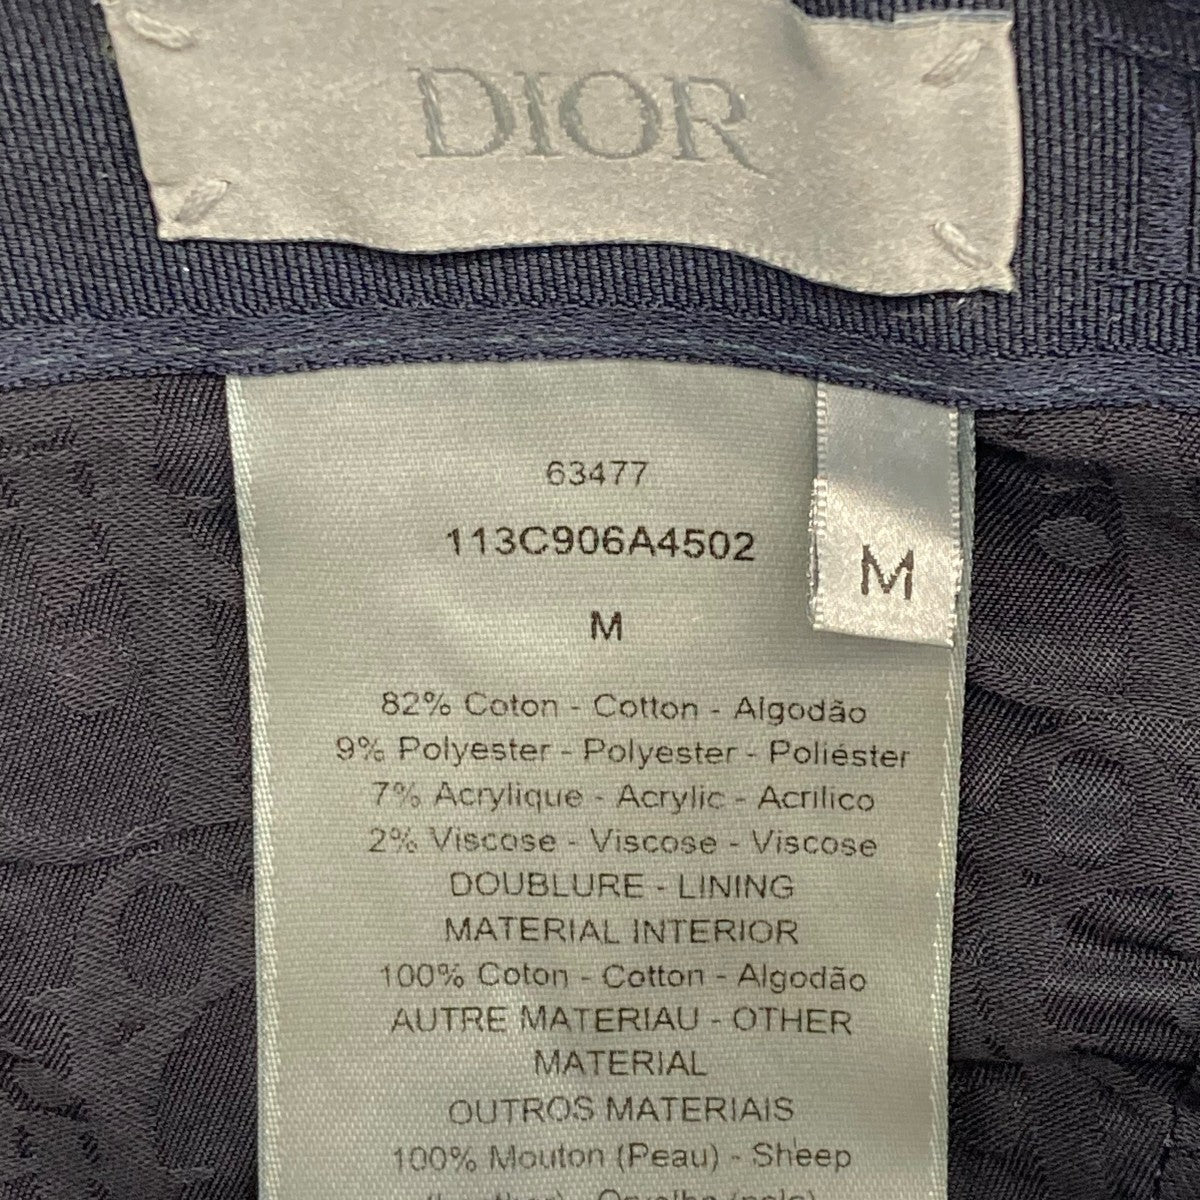 DIOR
63477
113C906A4502
M
M
82% Coton - Cotton - Algodão
9% Polyester - Polyester - Poliéster
7% Acrylique - Acrylic - Acrilico
2% Viscose - Viscose - Viscose
DOUBLURE - LINING
MATERIAL INTERIOR
100% Coton - Cotton - Algodão
AUTRE MATERIAU - OTHER
MATERIAL
OUTROS MATERIAIS
100% Mouton (Peau) - Sheep